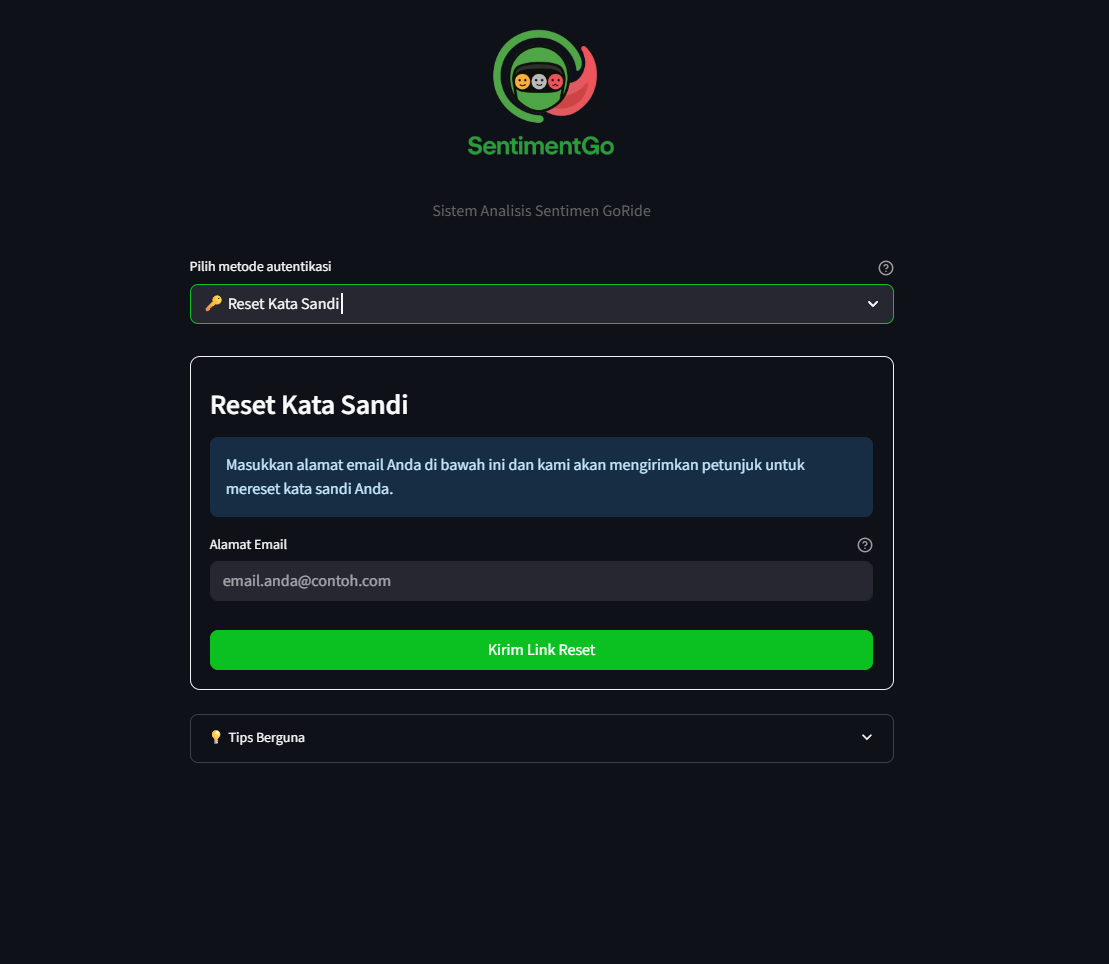 SentimentGo
Sistem Analisis Sentimen GoRide
Pilih metode autentikasi
🔑 Reset Kata Sandi
Reset Kata Sandi
Masukkan alamat email Anda di bawah ini dan kami akan mengirimkan petunjuk untuk
mereset kata sandi Anda.
Alamat Email
email.anda@contoh.com
Kirim Link Reset
💡 Tips Berguna